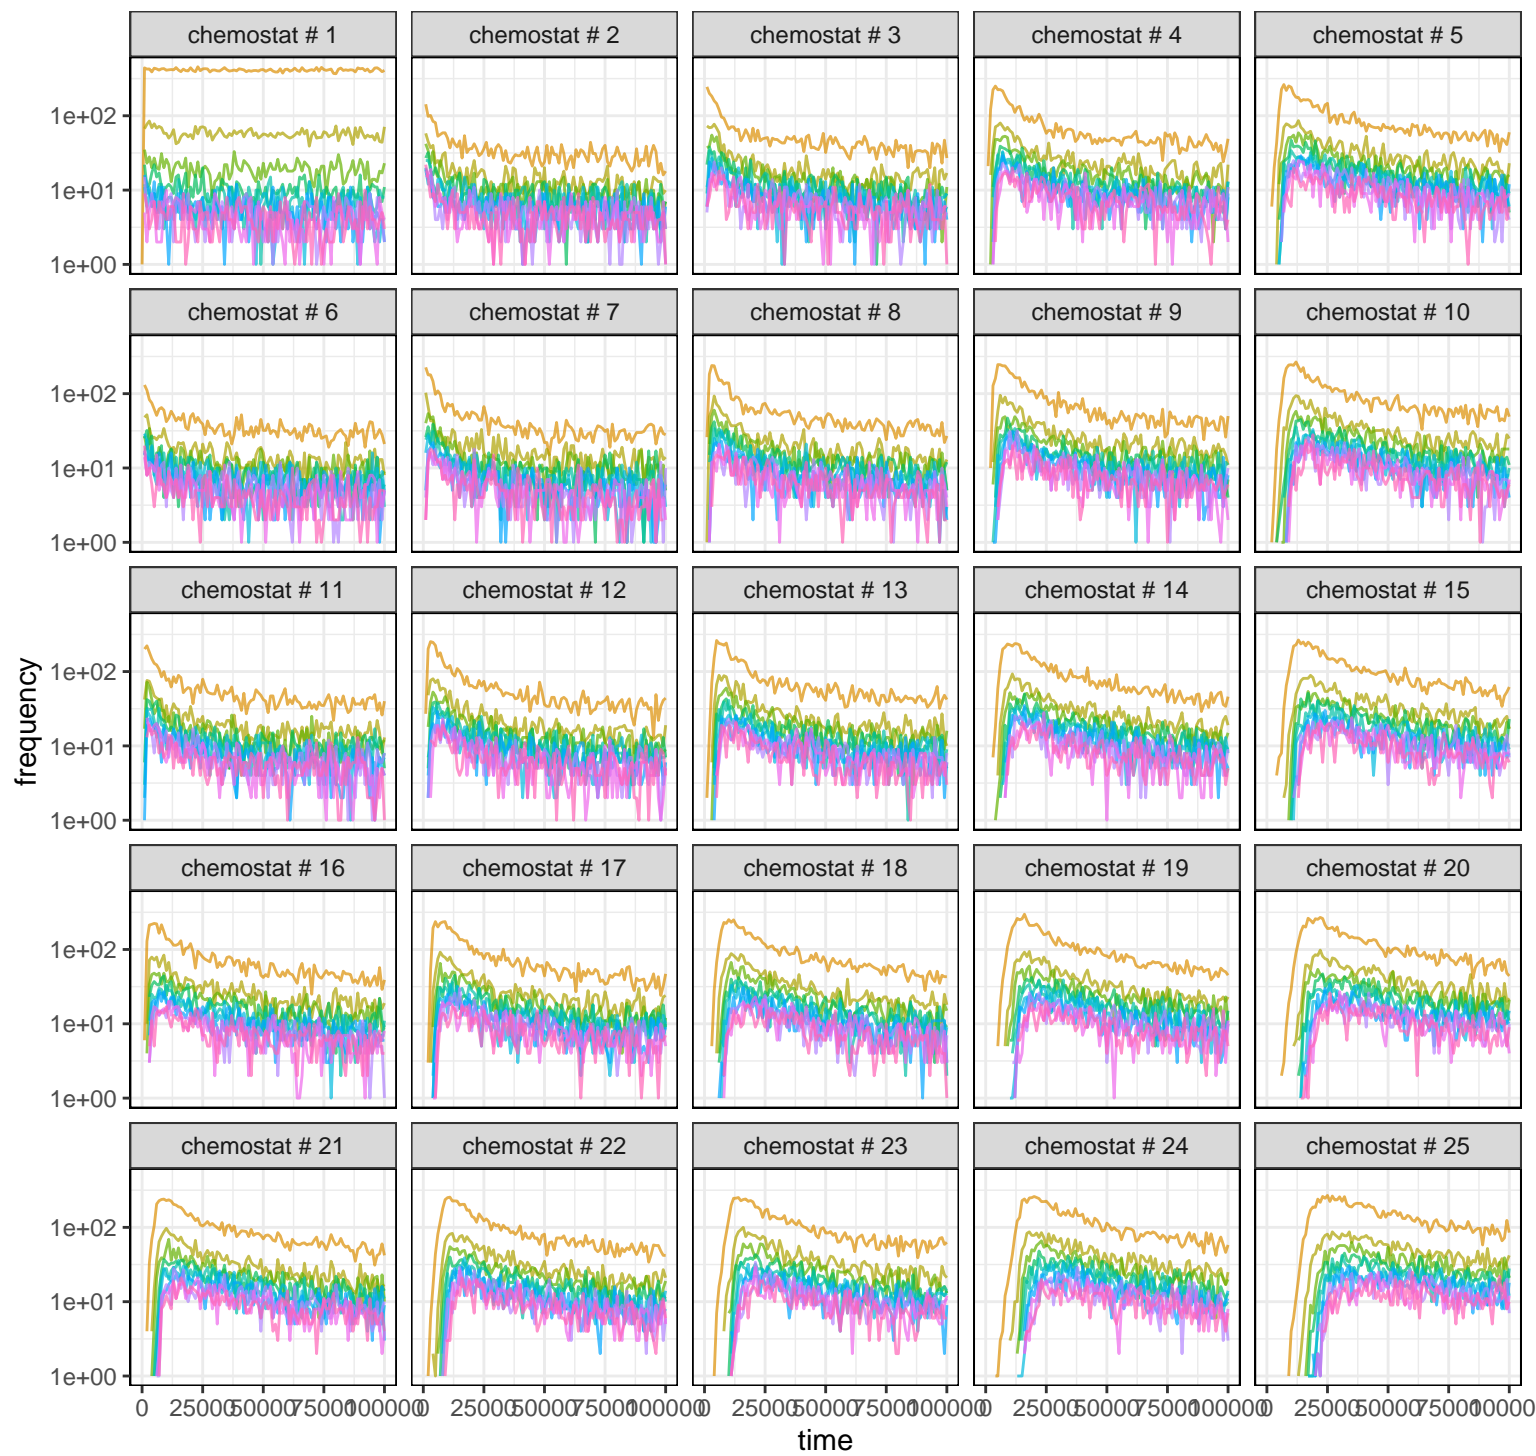 chemostat # 1 chemostat # 2 chemostat # 3 chemostat # 4 chemostat # 5
1e+02
1e+01
1e+00
chemostat # 6 chemostat # 7 chemostat # 8 chemostat # 9 chemostat # 10
1e+02
1e+01
1e+00
chemostat # 11 chemostat # 12 chemostat # 13 chemostat # 14 chemostat # 15
frequency
1e+02
1e+01
1e+00
chemostat # 16 chemostat # 17 chemostat # 18 chemostat # 19 chemostat # 20
1e+02
1e+01
1e+00
chemostat # 21 chemostat # 22 chemostat # 23 chemostat # 24 chemostat # 25
1e+02
1e+01
1e+00
0 25000 50000 75000 100000 0 25000 50000 75000 100000 0 25000 50000 75000 100000 0 25000 50000 75000 100000 0 25000 50000 75000 100000
time